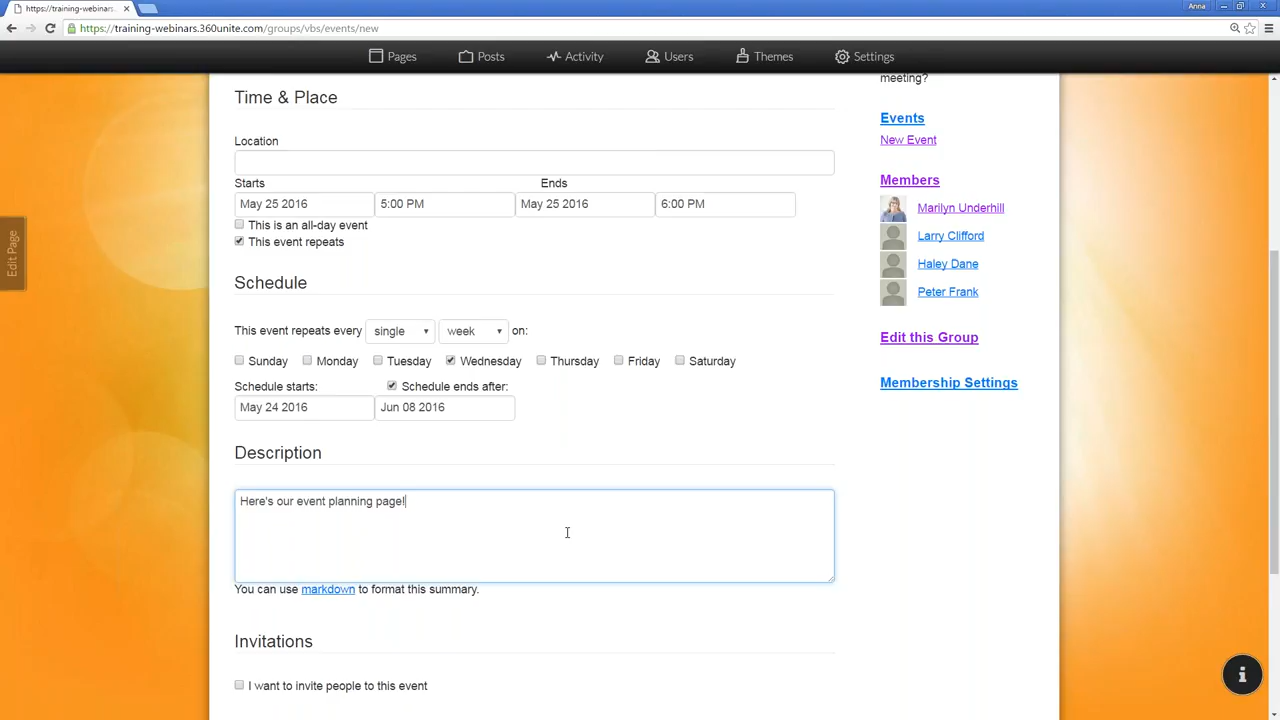 https://training-webinars.36
Anna
https://training-webinars.360unite.com/groups/vbs/events/new
Pages Posts Activity Users Themes Settings
meeting?
Events
New Event
Members
Marilyn Underhill
Larry Clifford
Haley Dane
Peter Frank
Edit this Group
Membership Settings
Edit Page
Time & Place
Location
Starts Ends
May 25 2016 5:00 PM May 25 2016 6:00 PM
This is an all-day event
This event repeats
Schedule
This event repeats every single week on:
Sunday Monday Tuesday Wednesday Thursday Friday Saturday
Schedule starts: Schedule ends after:
May 24 2016 Jun 08 2016
Description
Here's our event planning page!
You can use markdown to format this summary.
Invitations
I want to invite people to this event